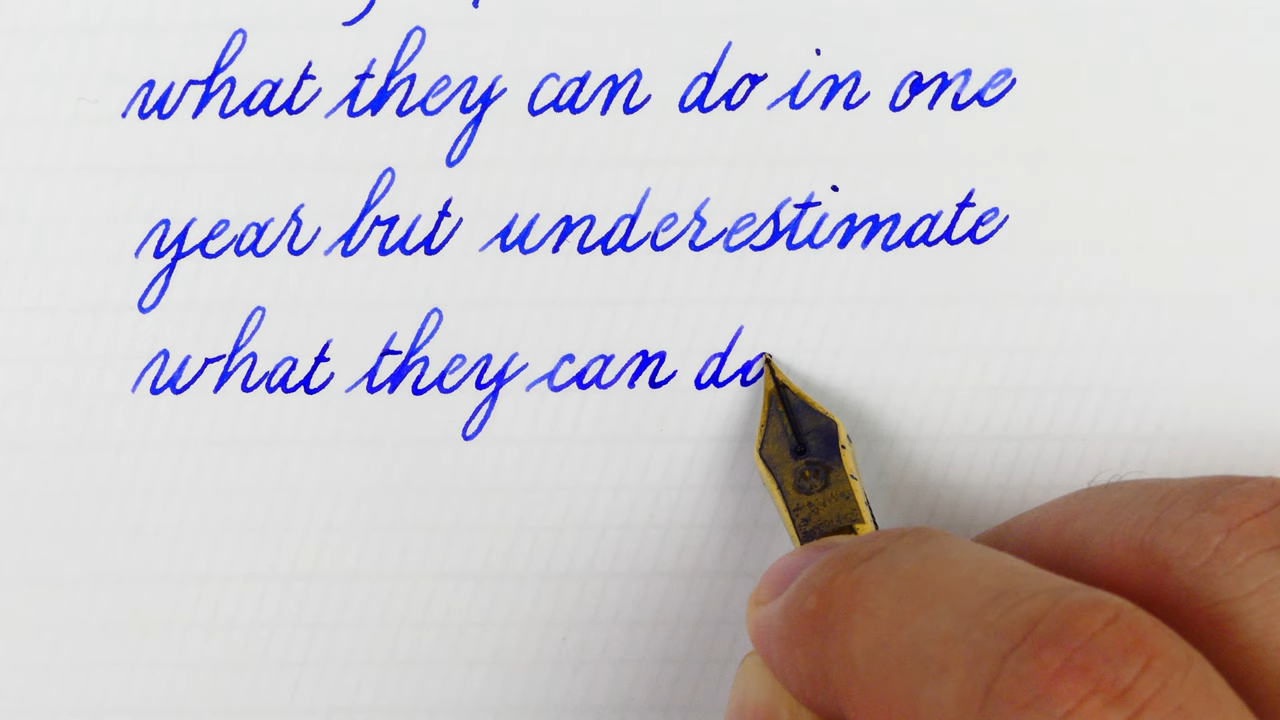 what they can do in one
year but underestimate
what they can do